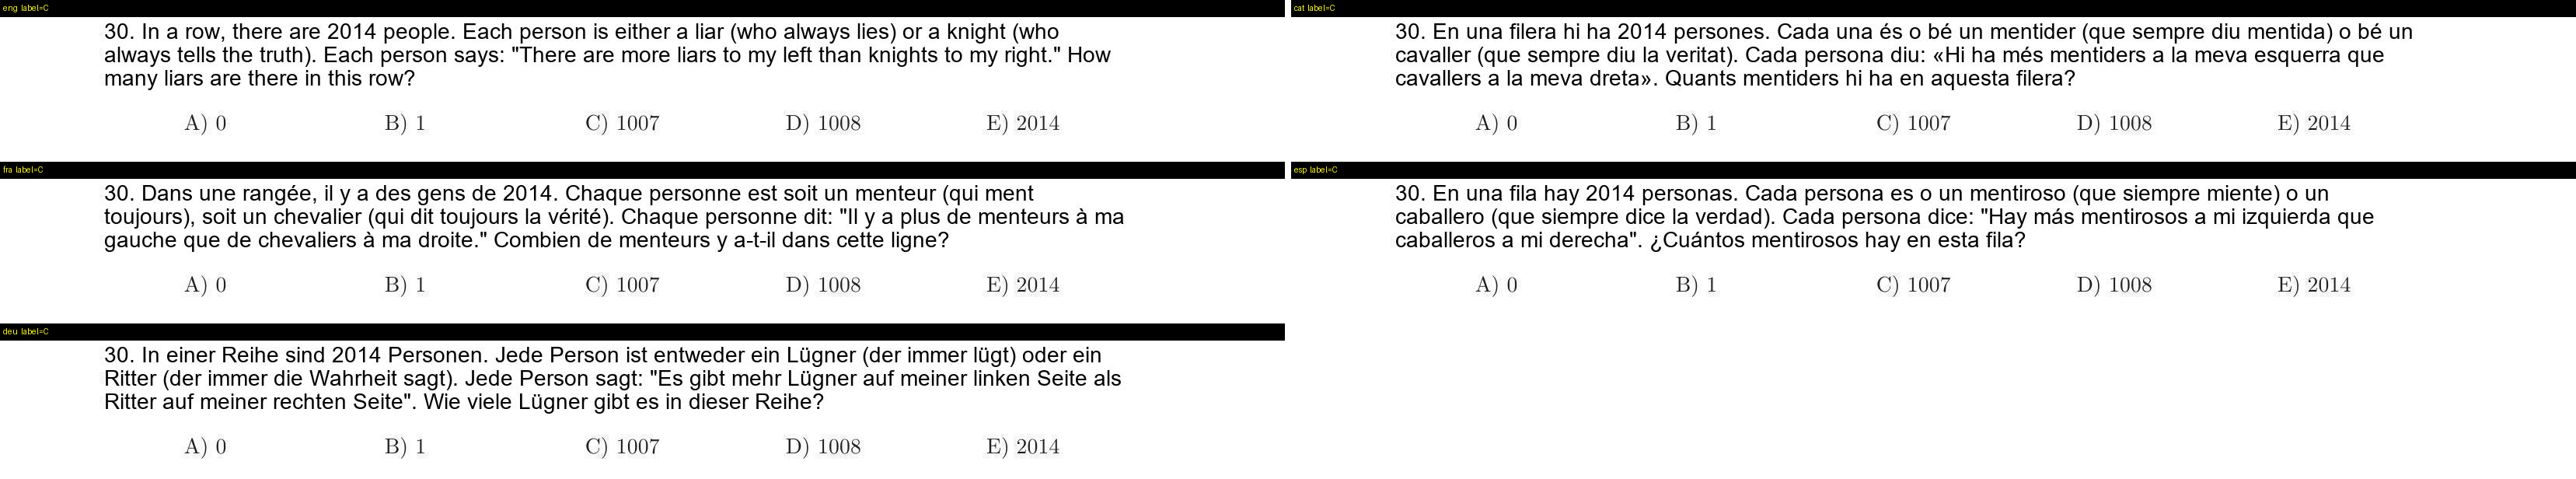 eng label=C
30. In a row, there are 2014 people. Each person is either a liar (who always lies) or a knight (who
always tells the truth). Each person says: "There are more liars to my left than knights to my right." How
many liars are there in this row?
A) 0 B) 1 C) 1007 D) 1008 E) 2014
cat label=C
30. En una filera hi ha 2014 persones. Cada una és o bé un mentider (que sempre diu mentida) o bé un
cavaller (que sempre diu la veritat). Cada persona diu: «Hi ha més mentiders a la meva esquerra que
cavallers a la meva dreta». Quants mentiders hi ha en aquesta filera?
A) 0 B) 1 C) 1007 D) 1008 E) 2014
fra label=C
30. Dans une rangée, il y a des gens de 2014. Chaque personne est soit un menteur (qui ment
toujours), soit un chevalier (qui dit toujours la vérité). Chaque personne dit: "Il y a plus de menteurs à ma
gauche que de chevaliers à ma droite." Combien de menteurs y a-t-il dans cette ligne?
A) 0 B) 1 C) 1007 D) 1008 E) 2014
esp label=C
30. En una fila hay 2014 personas. Cada persona es o un mentiroso (que siempre miente) o un
caballero (que siempre dice la verdad). Cada persona dice: "Hay más mentirosos a mi izquierda que
caballeros a mi derecha". ¿Cuántos mentirosos hay en esta fila?
A) 0 B) 1 C) 1007 D) 1008 E) 2014
deu label=C
30. In einer Reihe sind 2014 Personen. Jede Person ist entweder ein Lügner (der immer lügt) oder ein
Ritter (der immer die Wahrheit sagt). Jede Person sagt: "Es gibt mehr Lügner auf meiner linken Seite als
Ritter auf meiner rechten Seite". Wie viele Lügner gibt es in dieser Reihe?
A) 0 B) 1 C) 1007 D) 1008 E) 2014